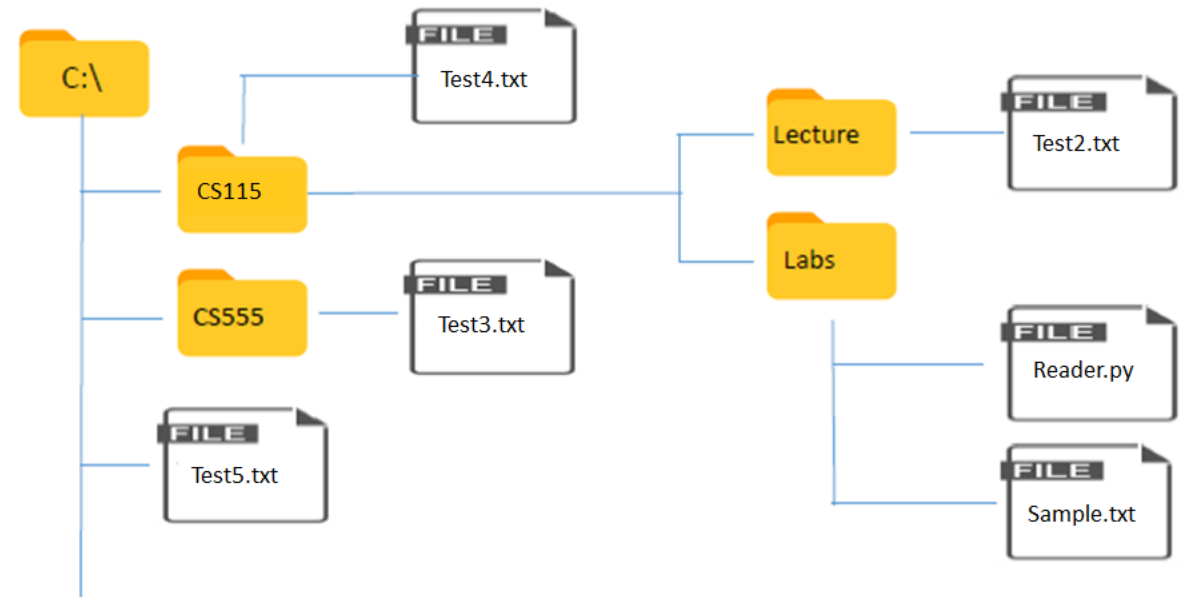 C:\
FILE
Test4.txt
CS115
Lecture
FILE
Test2.txt
Labs
CS555
FILE
Test3.txt
FILE
Reader.py
FILE
Test5.txt
FILE
Sample.txt